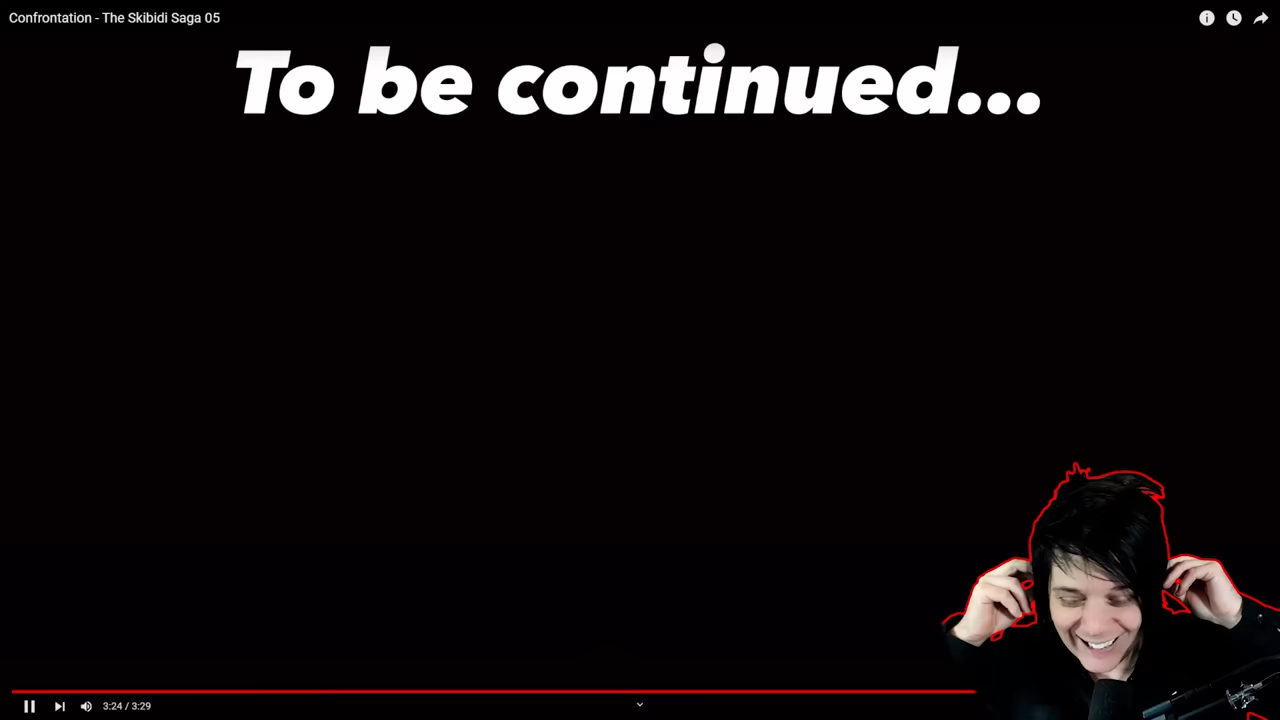 Confrontation - The Skibidi Saga 05
To be continued...
3:24 / 3:29